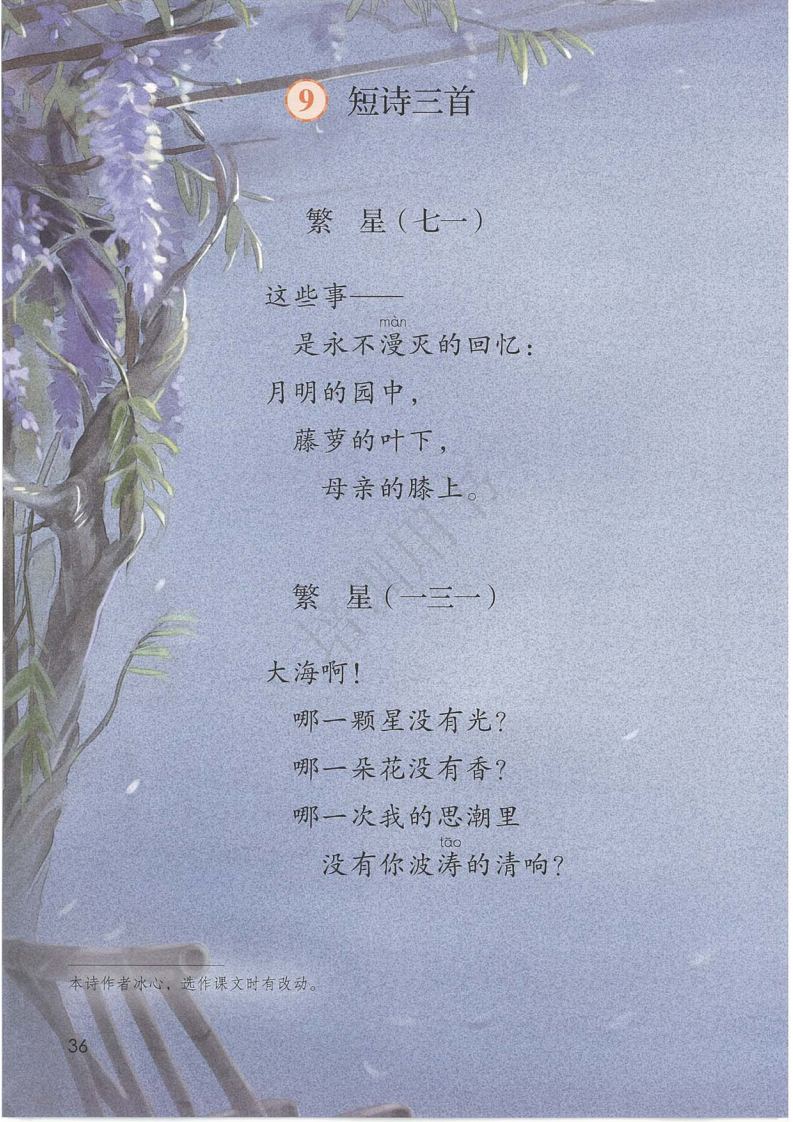 9 短诗三首
繁 星（七一）
这些事——
màn
是永不漫灭的回忆：
月明的园中，
藤萝的叶下，
母亲的膝上。
繁 星（一三一）
大海啊！
哪一颗星没有光？
哪一朵花没有香？
哪一次我的思潮里
tāo
没有你波涛的清响？
本诗作者冰心，选作课文时有改动。
36